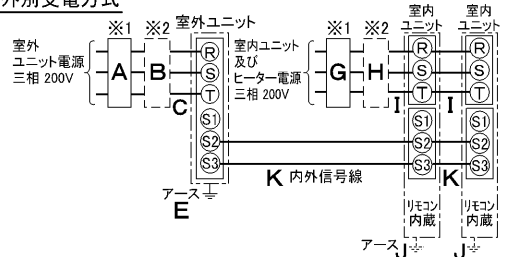 外別受電方式
※1 ※2 室外ユニット ※1 ※2 室内ユニット 室内ユニット
室外ユニット電源 三相 200V
A B C
R
S
T
S1
S2
S3
室内ユニット及びヒーター電源 三相 200V
G H I I
R R
S S
T T
S1 S1
S2 S2
S3 S3
K 内外信号線 K
アース
E
リモコン内蔵 リモコン内蔵
アース J J